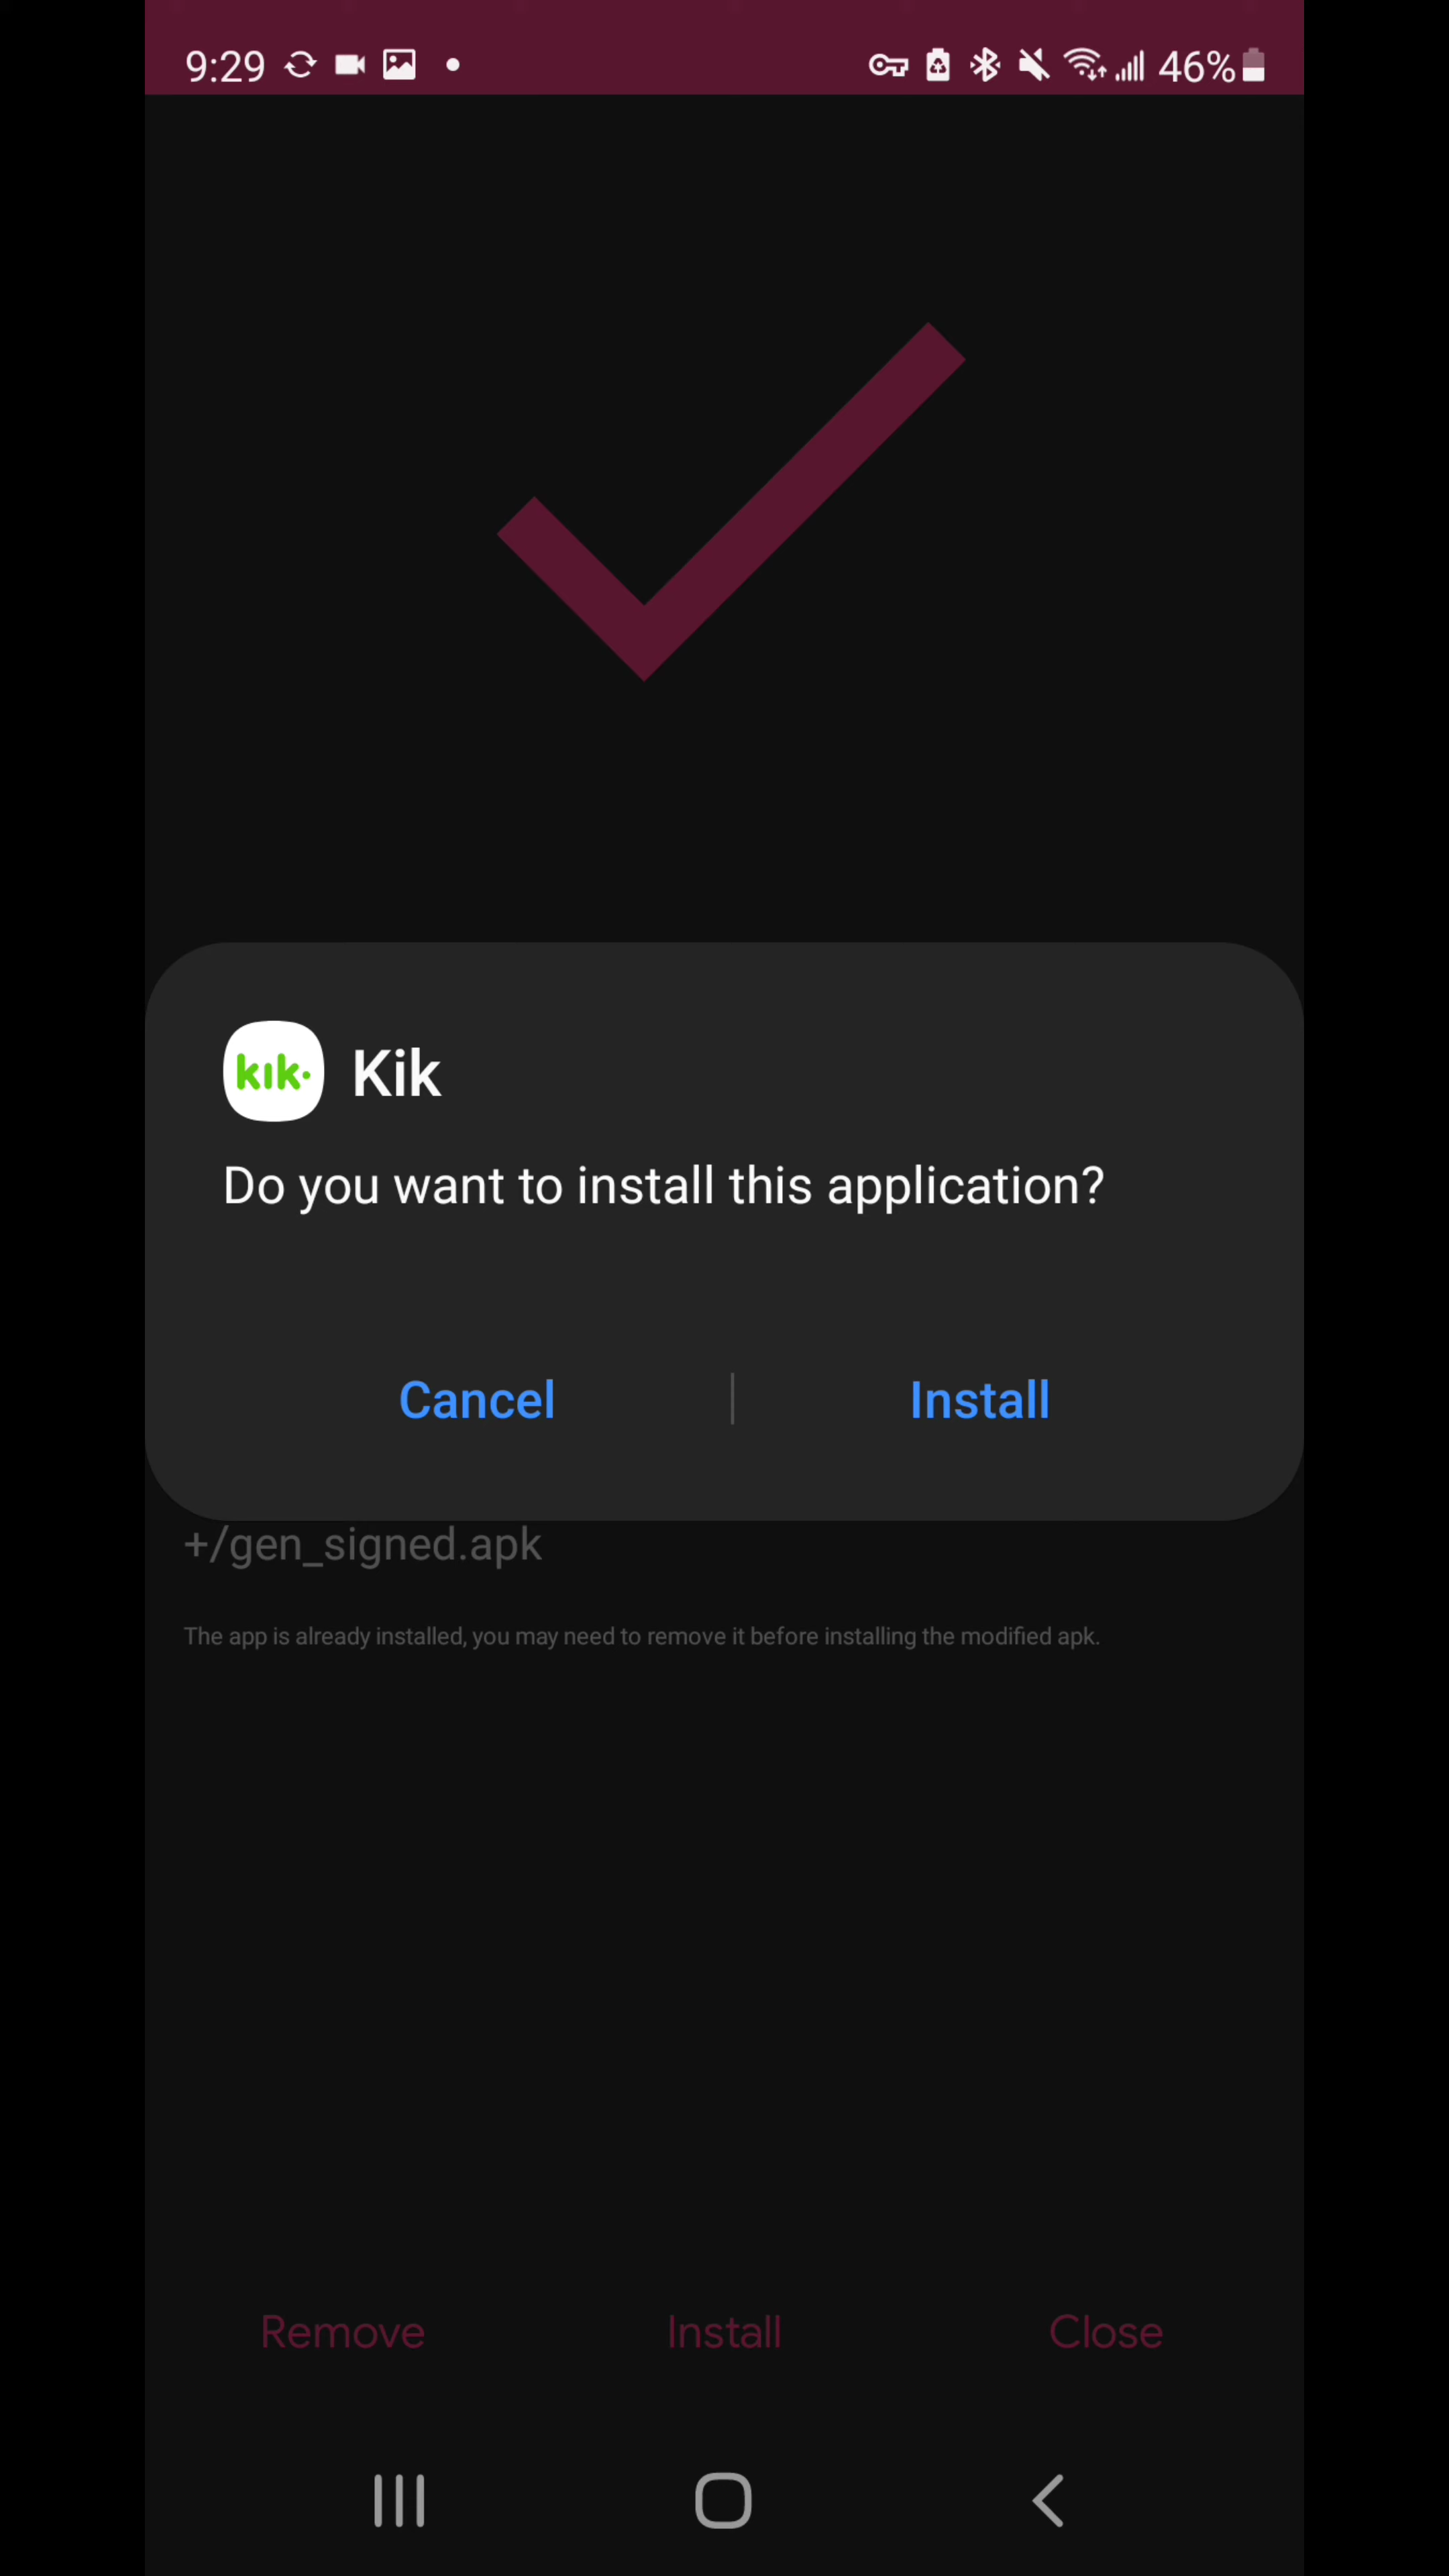 9:29
46%
kik.
Kik
Do you want to install this application?
Cancel
Install
+/gen_signed.apk
The app is already installed, you may need to remove it before installing the modified apk.
Remove
Install
Close